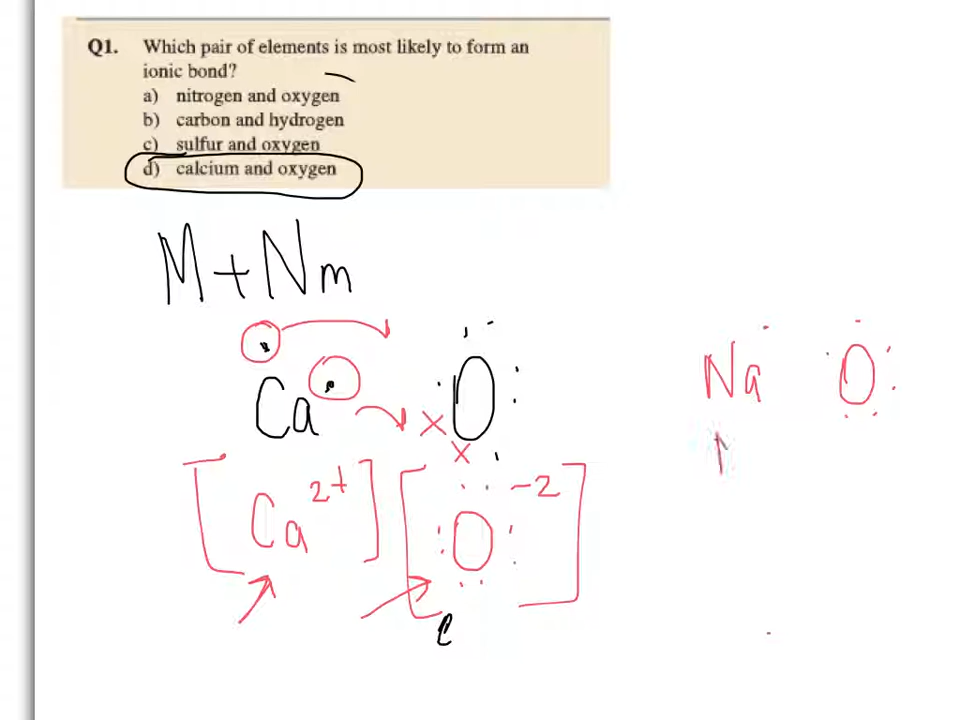 Q1. Which pair of elements is most likely to form an
ionic bond?
a) nitrogen and oxygen
b) carbon and hydrogen
c) sulfur and oxygen
d) calcium and oxygen
M + Nm
Ca O
Na O
[Ca 2+] [O -2]